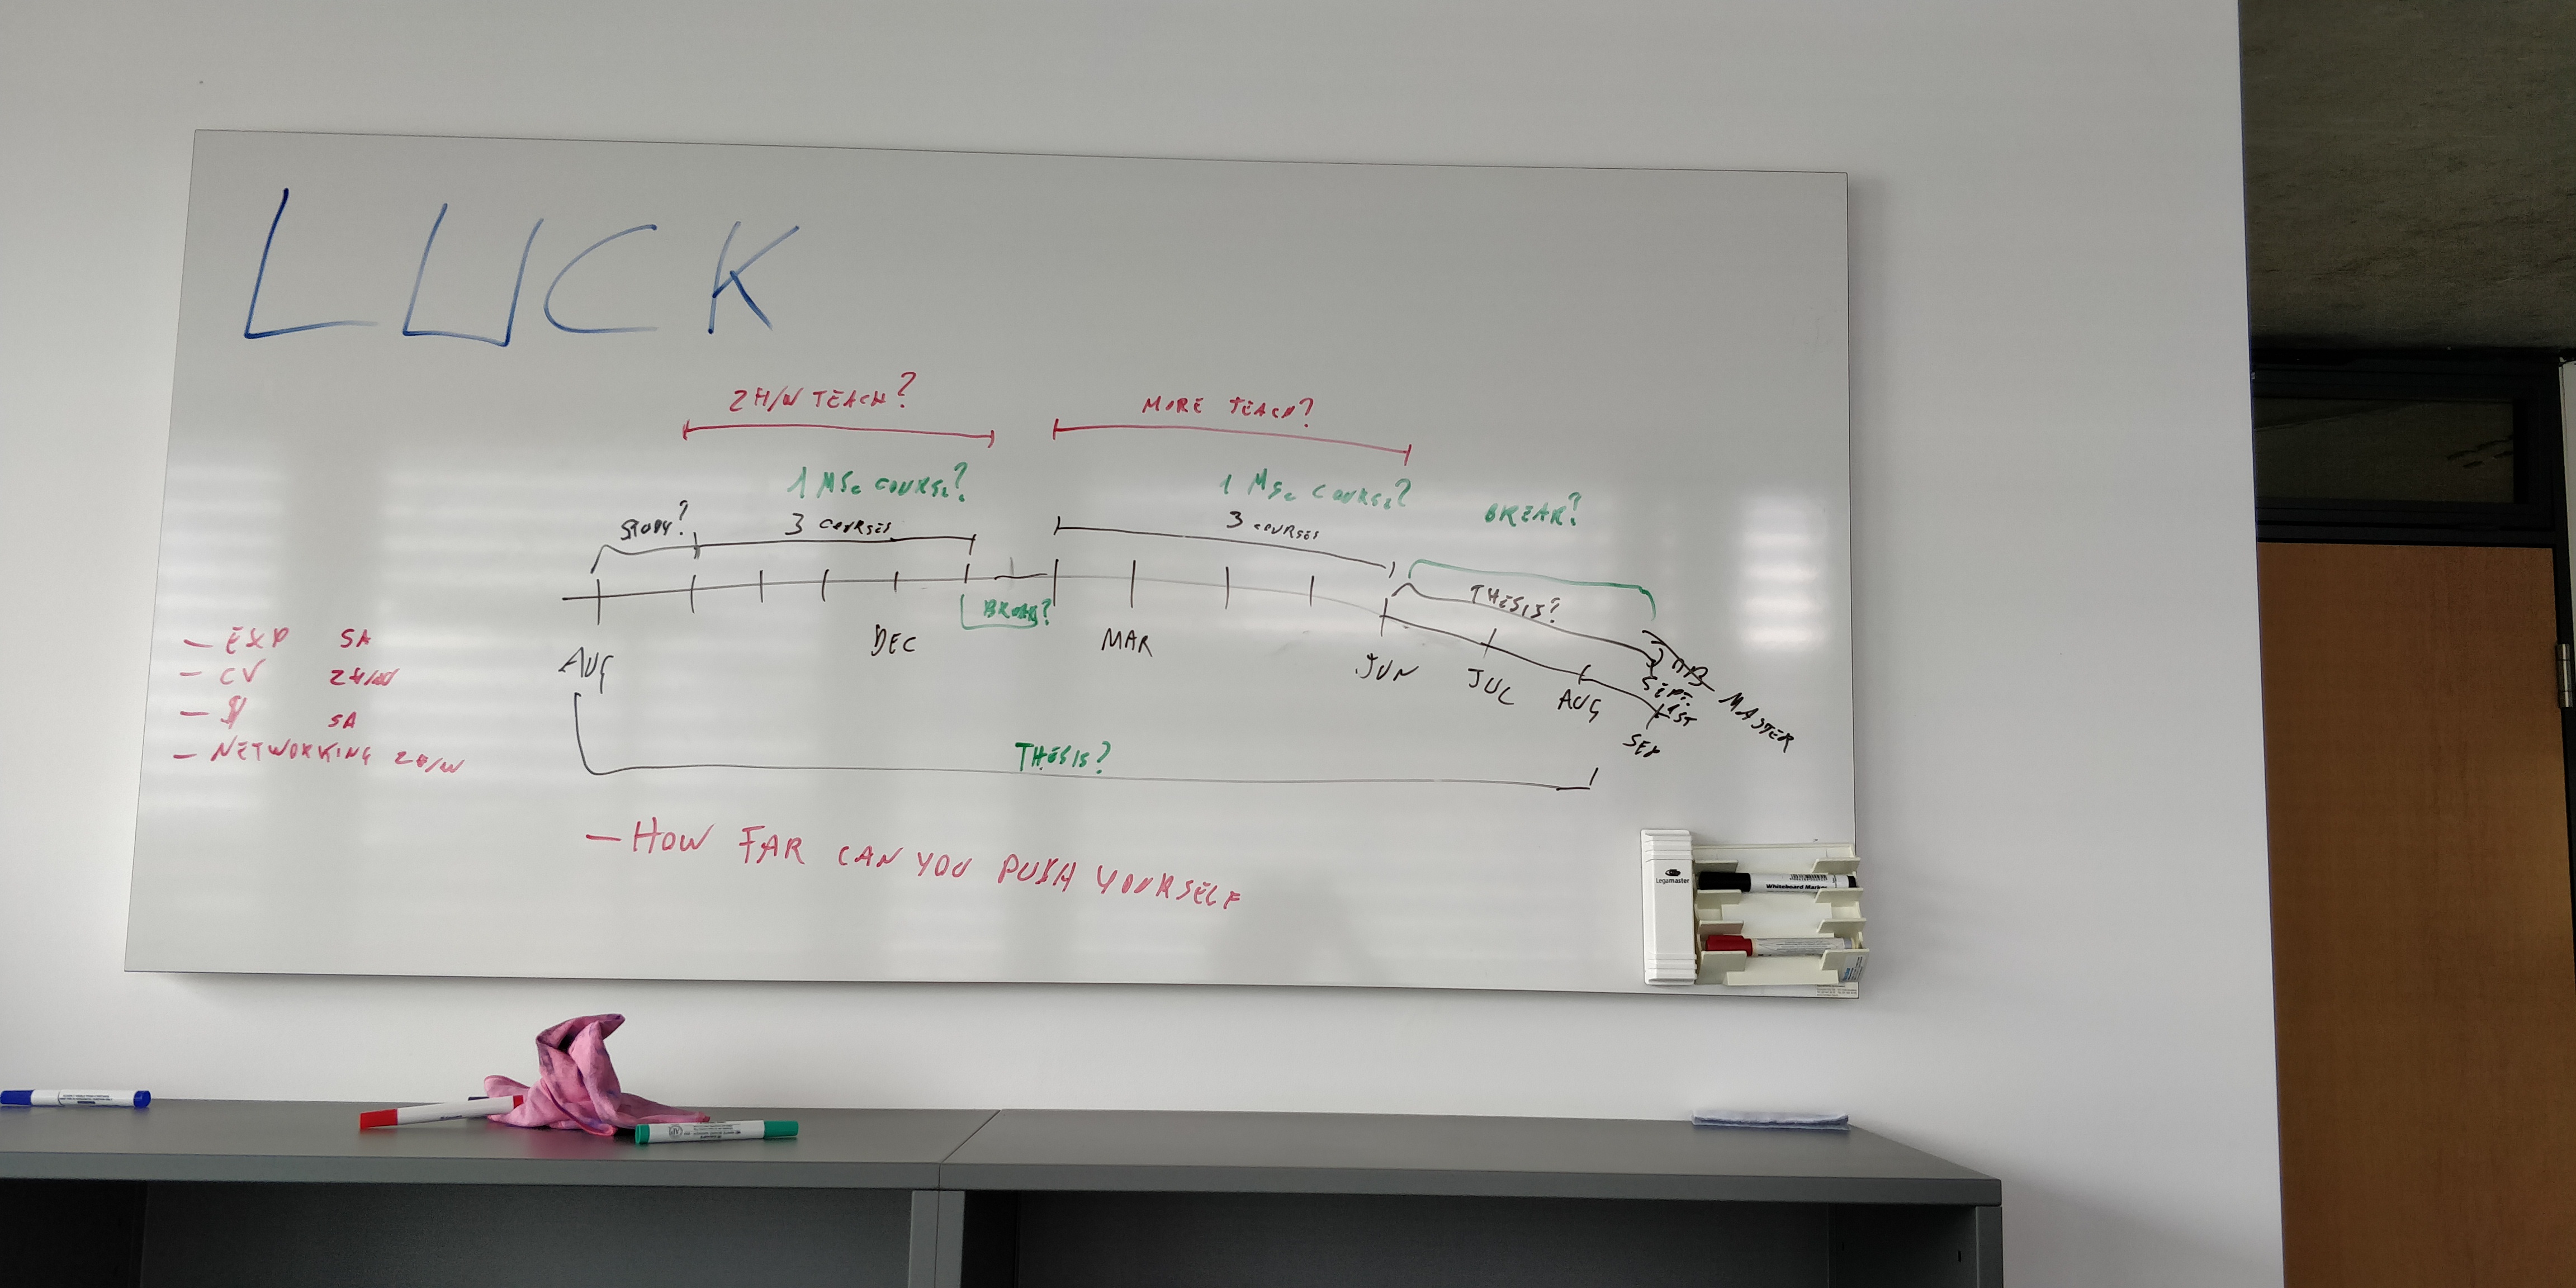 LUCK
2H/W TEACH?
MORE TEACH?
1 MSc COURSE?
1 MSc COURSE?
BREAK?
STUDY?
3 COURSES
3 COURSES
THESIS?
BREAK?
AUG
DEC
MAR
JUN
JUL
AUG
SEPT.
1ST
MASTER
SEP
THESIS?
- EXP SA
- CV 2H/W
- $ SA
- NETWORKING 2H/W
- HOW FAR CAN YOU PUSH YOURSELF
Legamaster
Whiteboard Marker